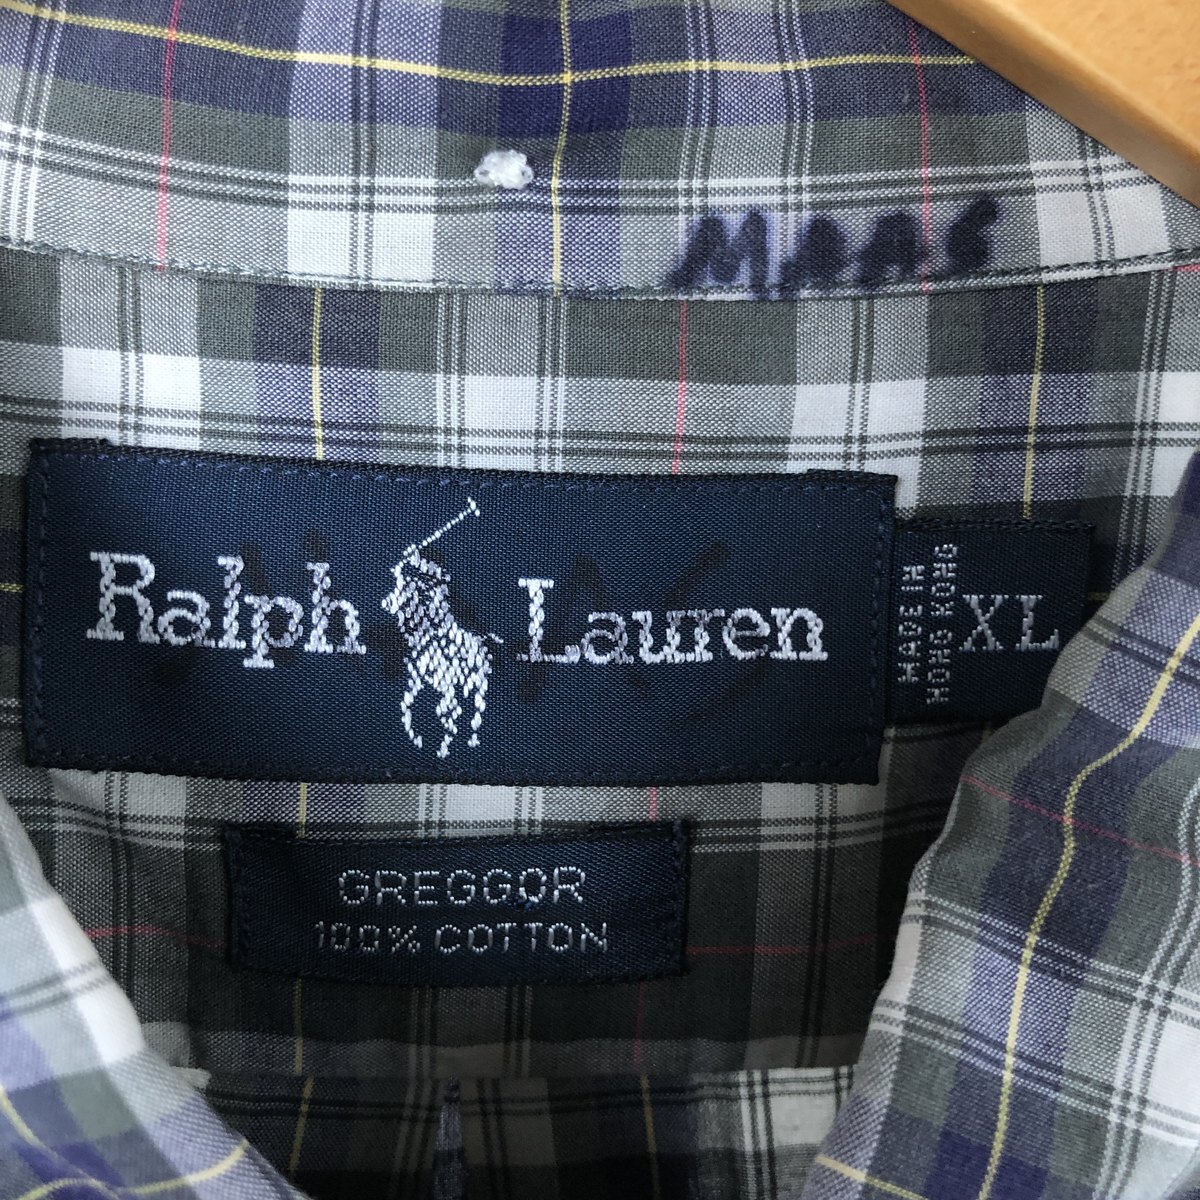 MAAS
Ralph Lauren
MADE IN
HONG KONG
XL
GREGGOR
100% COTTON